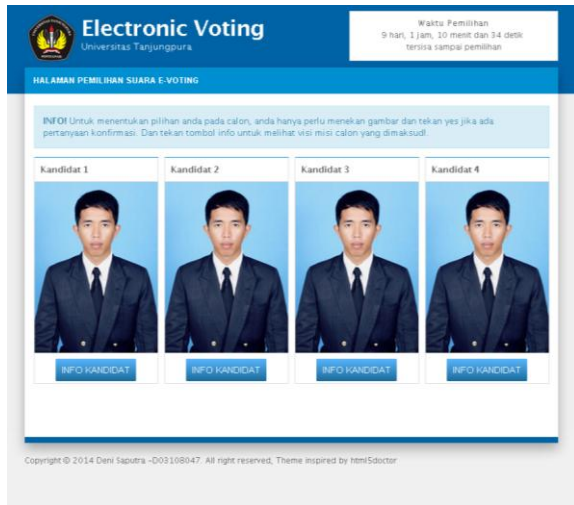 Electronic Voting
Universitas Tanjungpura
Waktu Pemilihan
9 hari, 1 jam, 10 menit dan 34 detik
tersisa sampai pemilihan
HALAMAN PEMILIHAN SUARA E-VOTING
INFO! Untuk menentukan pilihan anda pada calon, anda hanya perlu menekan gambar dan tekan yes jika ada
pertanyaan konfirmasi. Dan tekan tombol info untuk melihat visi misi calon yang dimaksudl.
Kandidat 1
Kandidat 2
Kandidat 3
Kandidat 4
INFO KANDIDAT
INFO KANDIDAT
INFO KANDIDAT
INFO KANDIDAT
Copyright © 2014 Deni Saputra -D03108047. All right reserved, Theme inspired by html5doctor